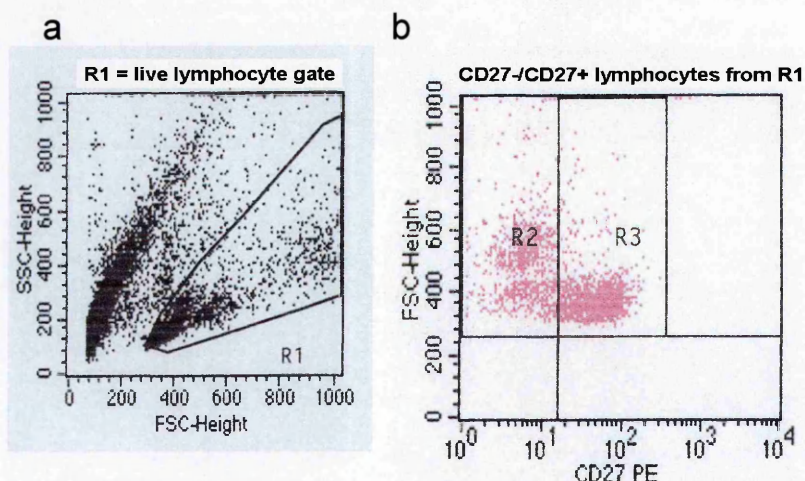 a
R1 = live lymphocyte gate
SSC-Height
1000
800
600
400
200
0
R1
0 200 400 600 800 1000
FSC-Height
b
CD27-/CD27+ lymphocytes from R1
FSC-Height
1000
800
600
400
200
0
R2
R3
10^0 10^1 10^2 10^3 10^4
CD27 PE